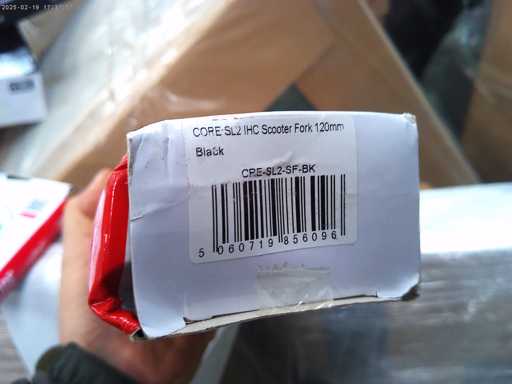 CORE SL2 IHC Scooter Fork 120mm
Black
CRE-SL2-SF-BK
5 060719 856096